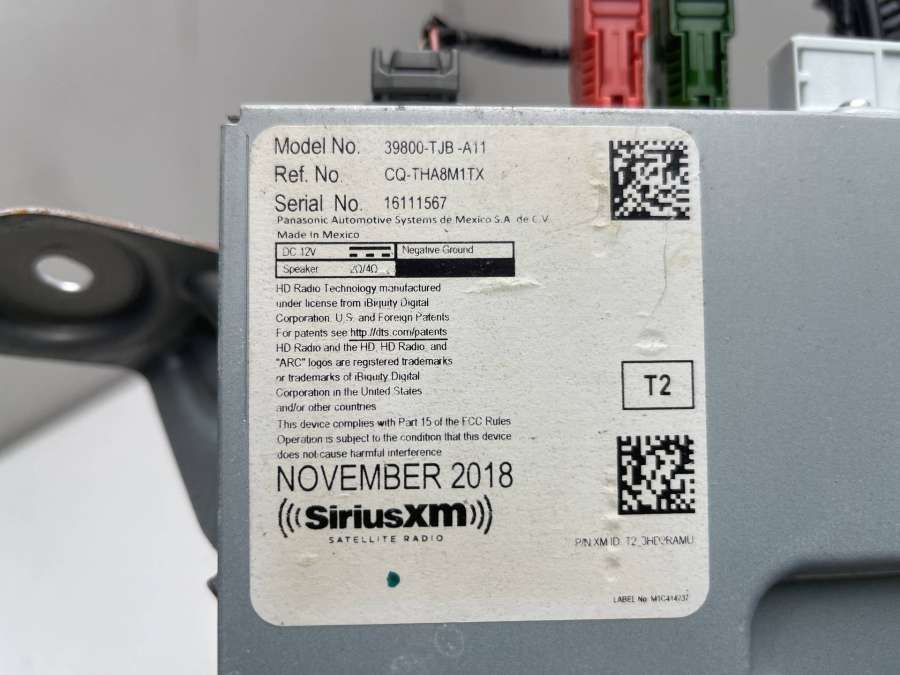 Model No. 39800-TJB-A11
Ref. No. CQ-THA8M1TX
Serial No. 16111567
Panasonic Automotive Systems de Mexico S.A. de C.V.
Made in Mexico
DC 12V Negative Ground
Speaker 2Ω/4Ω
HD Radio Technology manufactured
under license from iBiquity Digital
Corporation. U.S. and Foreign Patents
For patents see http://dts.com/patents
HD Radio and the HD, HD Radio, and
"ARC" logos are registered trademarks
or trademarks of iBiquity Digital
Corporation in the United States
and/or other countries
T2
This device complies with Part 15 of the FCC Rules
Operation is subject to the condition that this device
does not cause harmful interference
NOVEMBER 2018
(((SiriusXm)))
SATELLITE RADIO
P/N XM ID: T2
LABEL No.